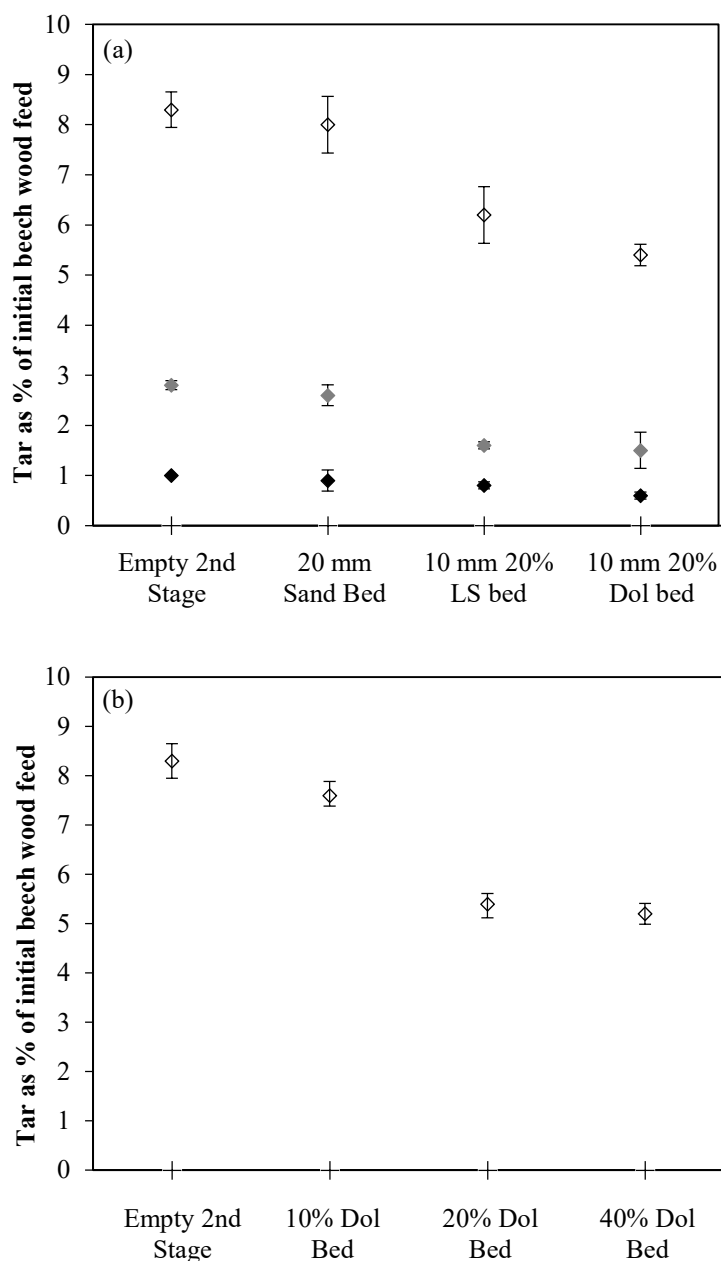 (a)
Tar as % of initial beech wood feed
10
9
8
7
6
5
4
3
2
1
0
Empty 2nd
Stage
20 mm
Sand Bed
10 mm 20%
LS bed
10 mm 20%
Dol bed
(b)
Tar as % of initial beech wood feed
10
9
8
7
6
5
4
3
2
1
0
Empty 2nd
Stage
10% Dol
Bed
20% Dol
Bed
40% Dol
Bed